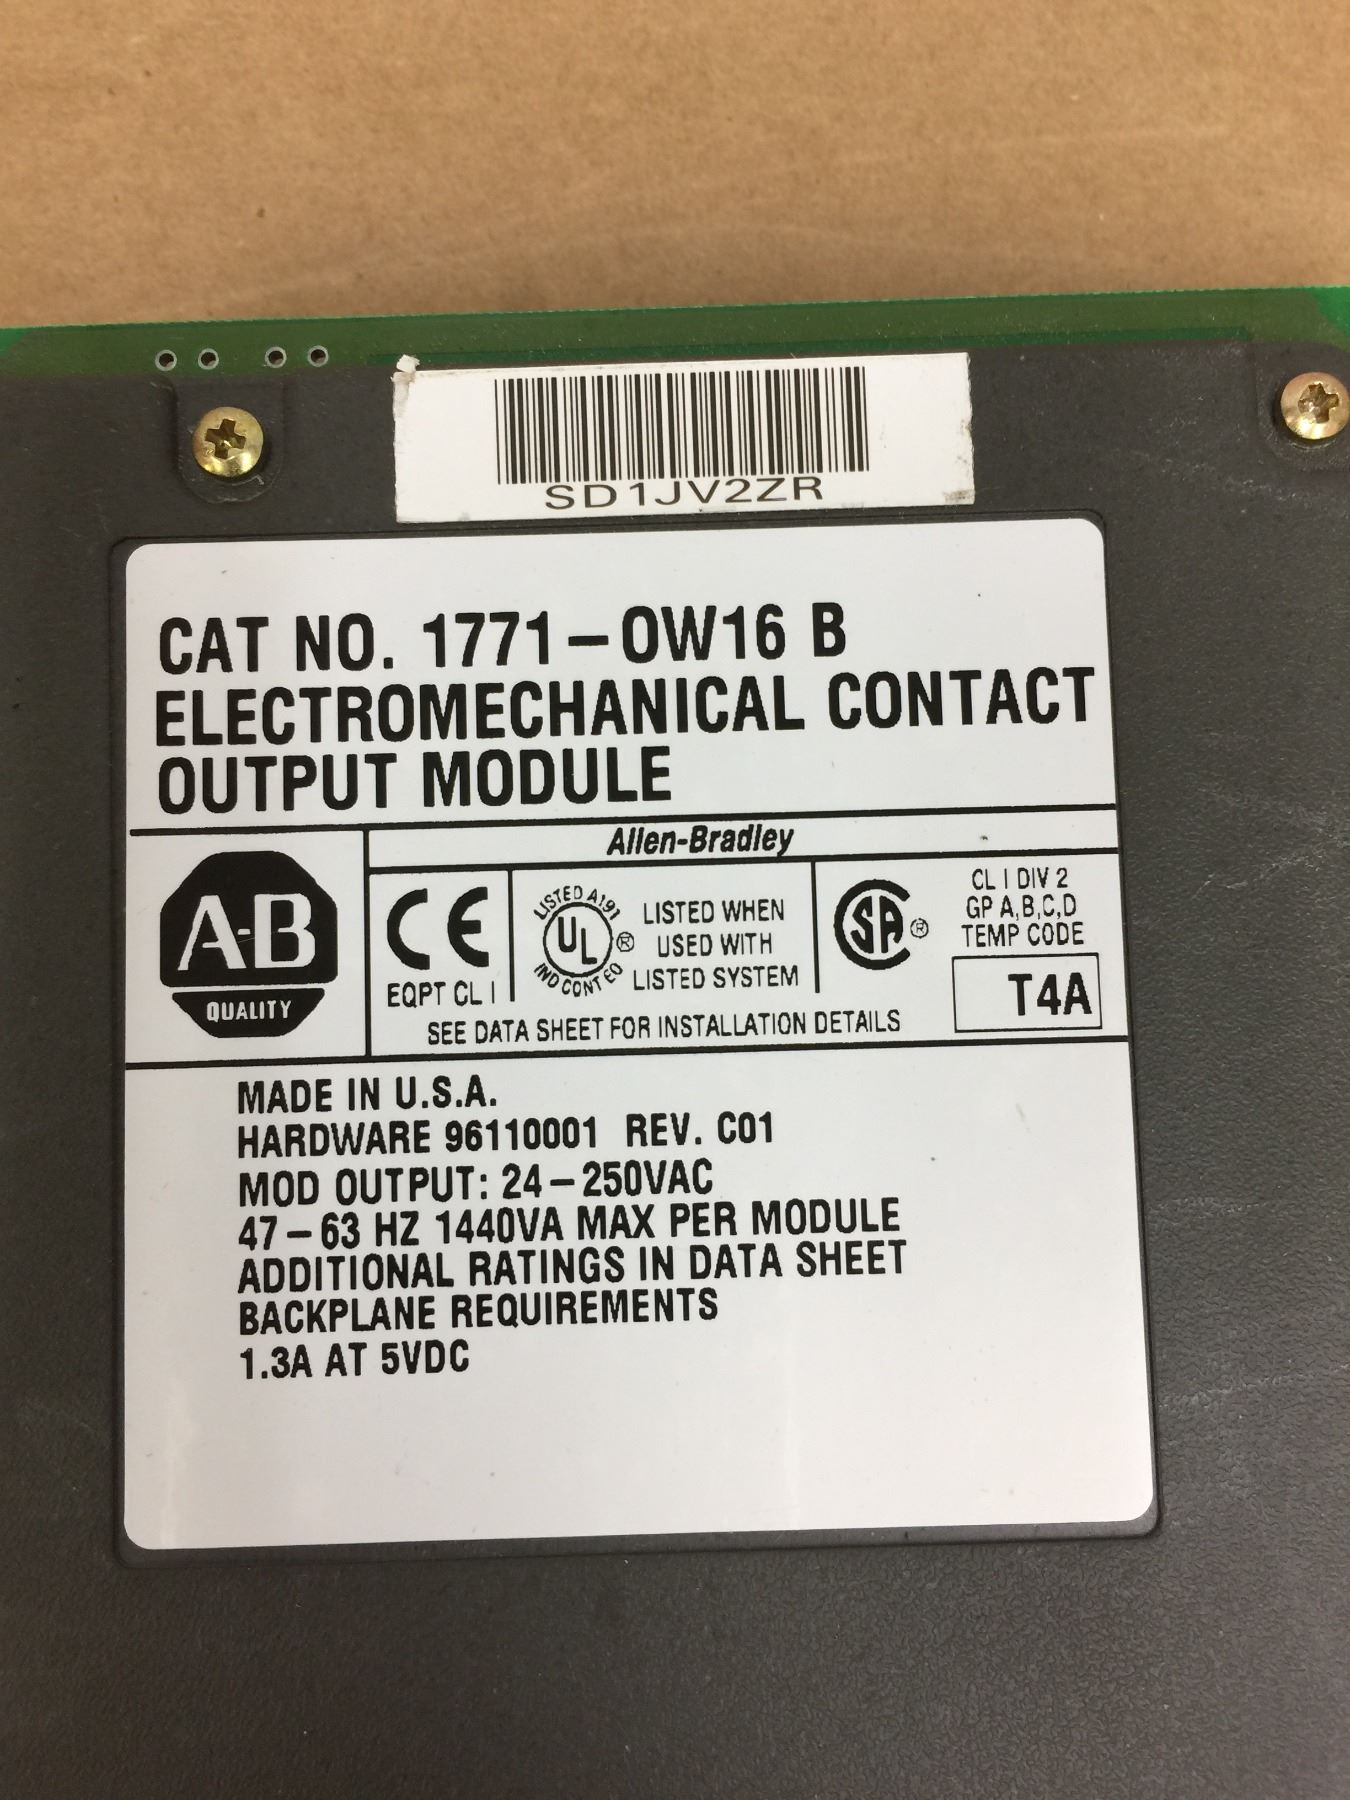 SD1JV2ZR
CAT NO. 1771-OW16 B
ELECTROMECHANICAL CONTACT
OUTPUT MODULE
Allen-Bradley
A-B
QUALITY
CE
EQPT CL I
LISTED A191
UL ®
IND CONT EQ
LISTED WHEN
USED WITH
LISTED SYSTEM
SA ®
CL I DIV 2
GP A,B,C,D
TEMP CODE
T4A
SEE DATA SHEET FOR INSTALLATION DETAILS
MADE IN U.S.A.
HARDWARE 96110001 REV. C01
MOD OUTPUT: 24-250VAC
47-63 HZ 1440VA MAX PER MODULE
ADDITIONAL RATINGS IN DATA SHEET
BACKPLANE REQUIREMENTS
1.3A AT 5VDC